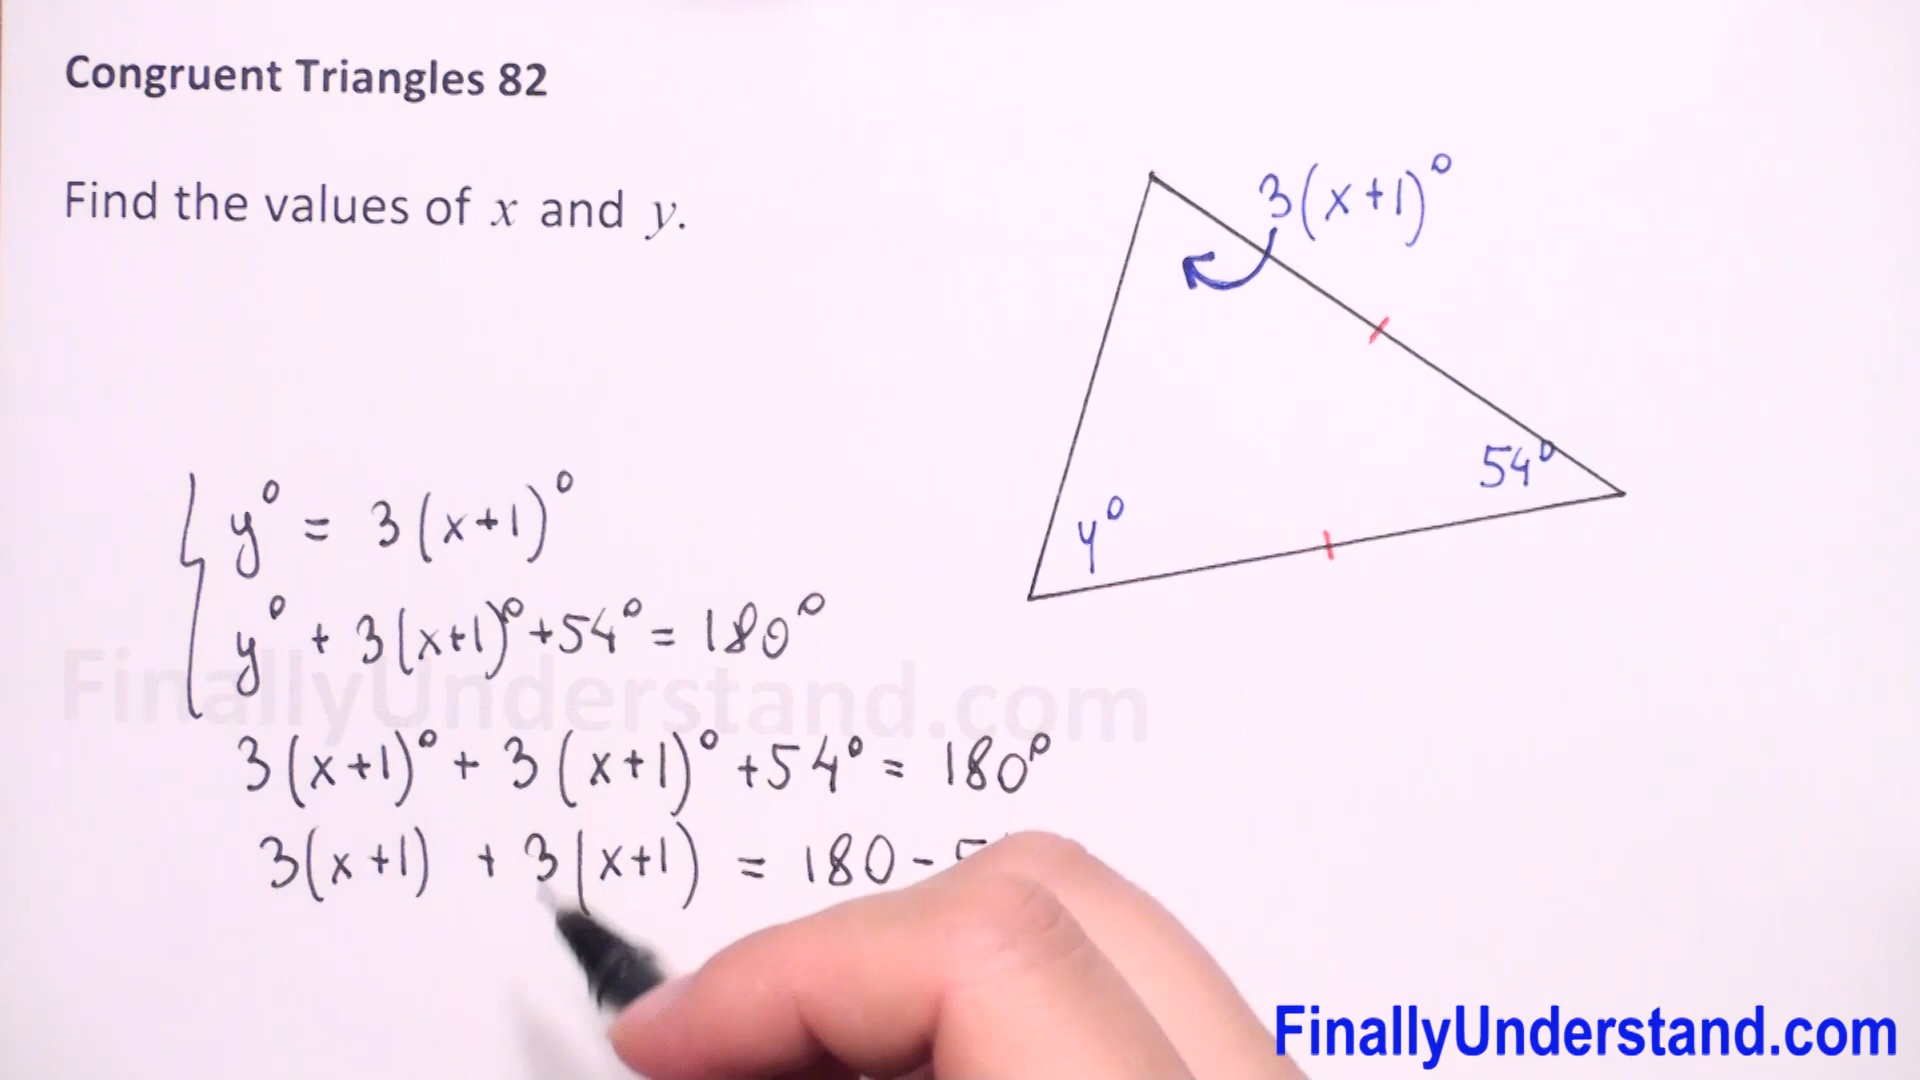 Congruent Triangles 82
Find the values of x and y.
3(x+1)°
54°
y°
y° = 3(x+1)°
y° + 3(x+1)° + 54° = 180°
FinallyUnderstand.com
3(x+1)° + 3(x+1)° + 54° = 180°
3(x+1) + 3(x+1) = 180 -
FinallyUnderstand.com